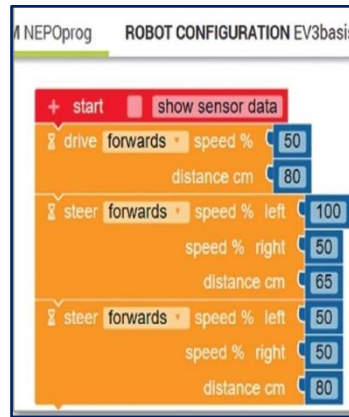 M NEPOprog ROBOT CONFIGURATION EV3basis
+ start show sensor data
drive forwards speed % 50
distance cm 80
steer forwards speed % left 100
speed % right 50
distance cm 65
steer forwards speed % left 50
speed % right 50
distance cm 80